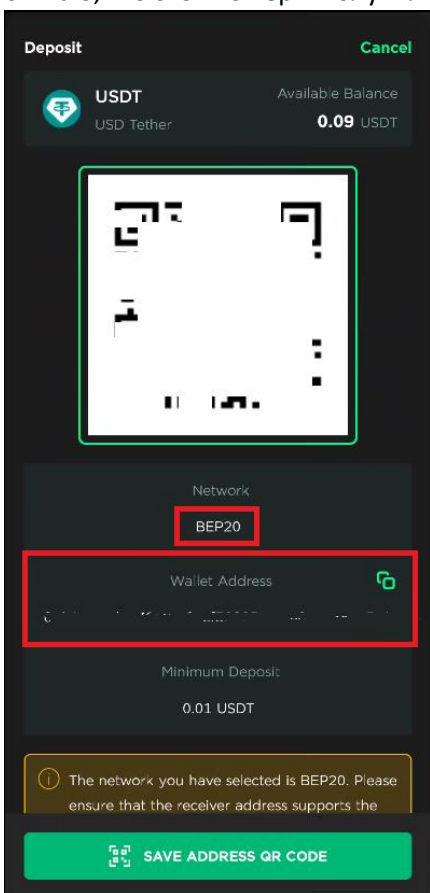 Deposit
Cancel
USDT
Available Balance
USD Tether
0.09 USDT
Network
BEP20
Wallet Address
Minimum Deposit
0.01 USDT
The network you have selected is BEP20. Please
ensure that the receiver address supports the
SAVE ADDRESS QR CODE